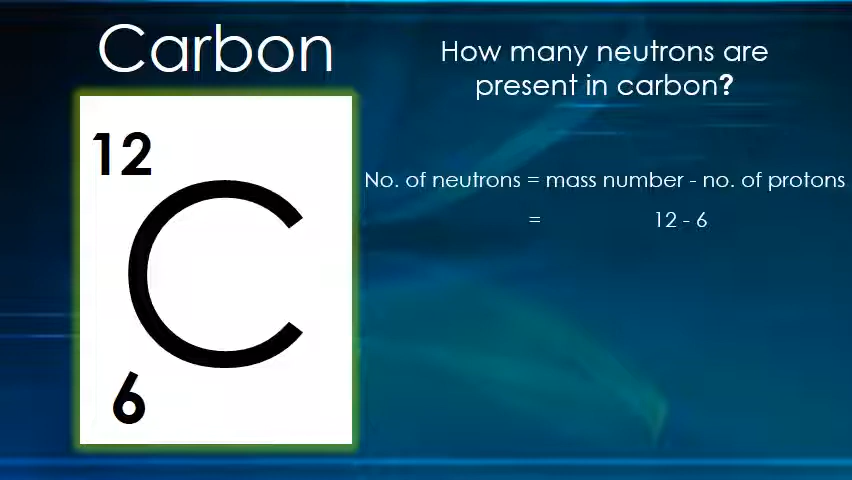 Carbon
How many neutrons are
present in carbon?
12
C
6
No. of neutrons = mass number - no. of protons
= 12 - 6